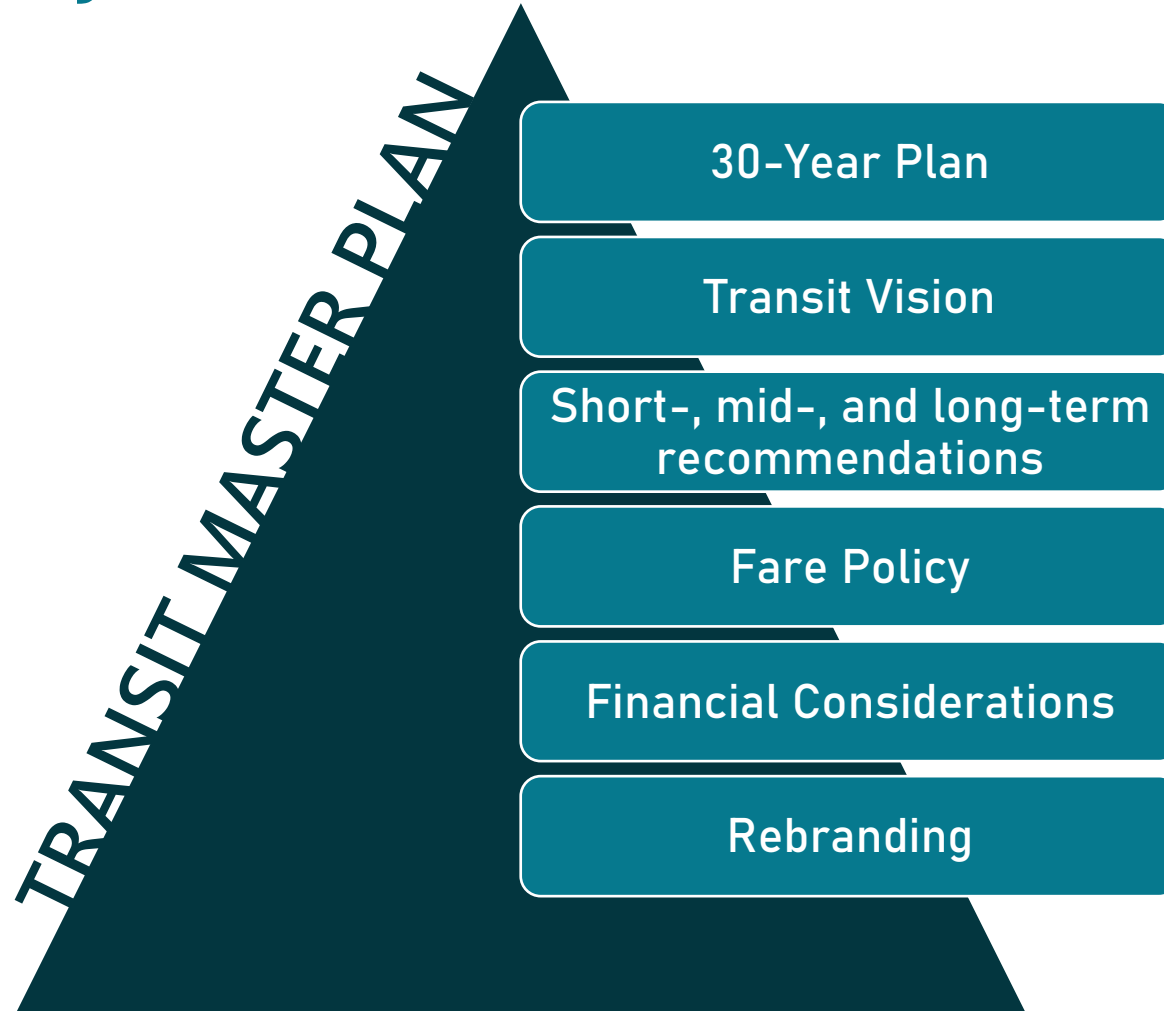 TRANSIT MASTER PLAN
30-Year Plan
Transit Vision
Short-, mid-, and long-term
recommendations
Fare Policy
Financial Considerations
Rebranding